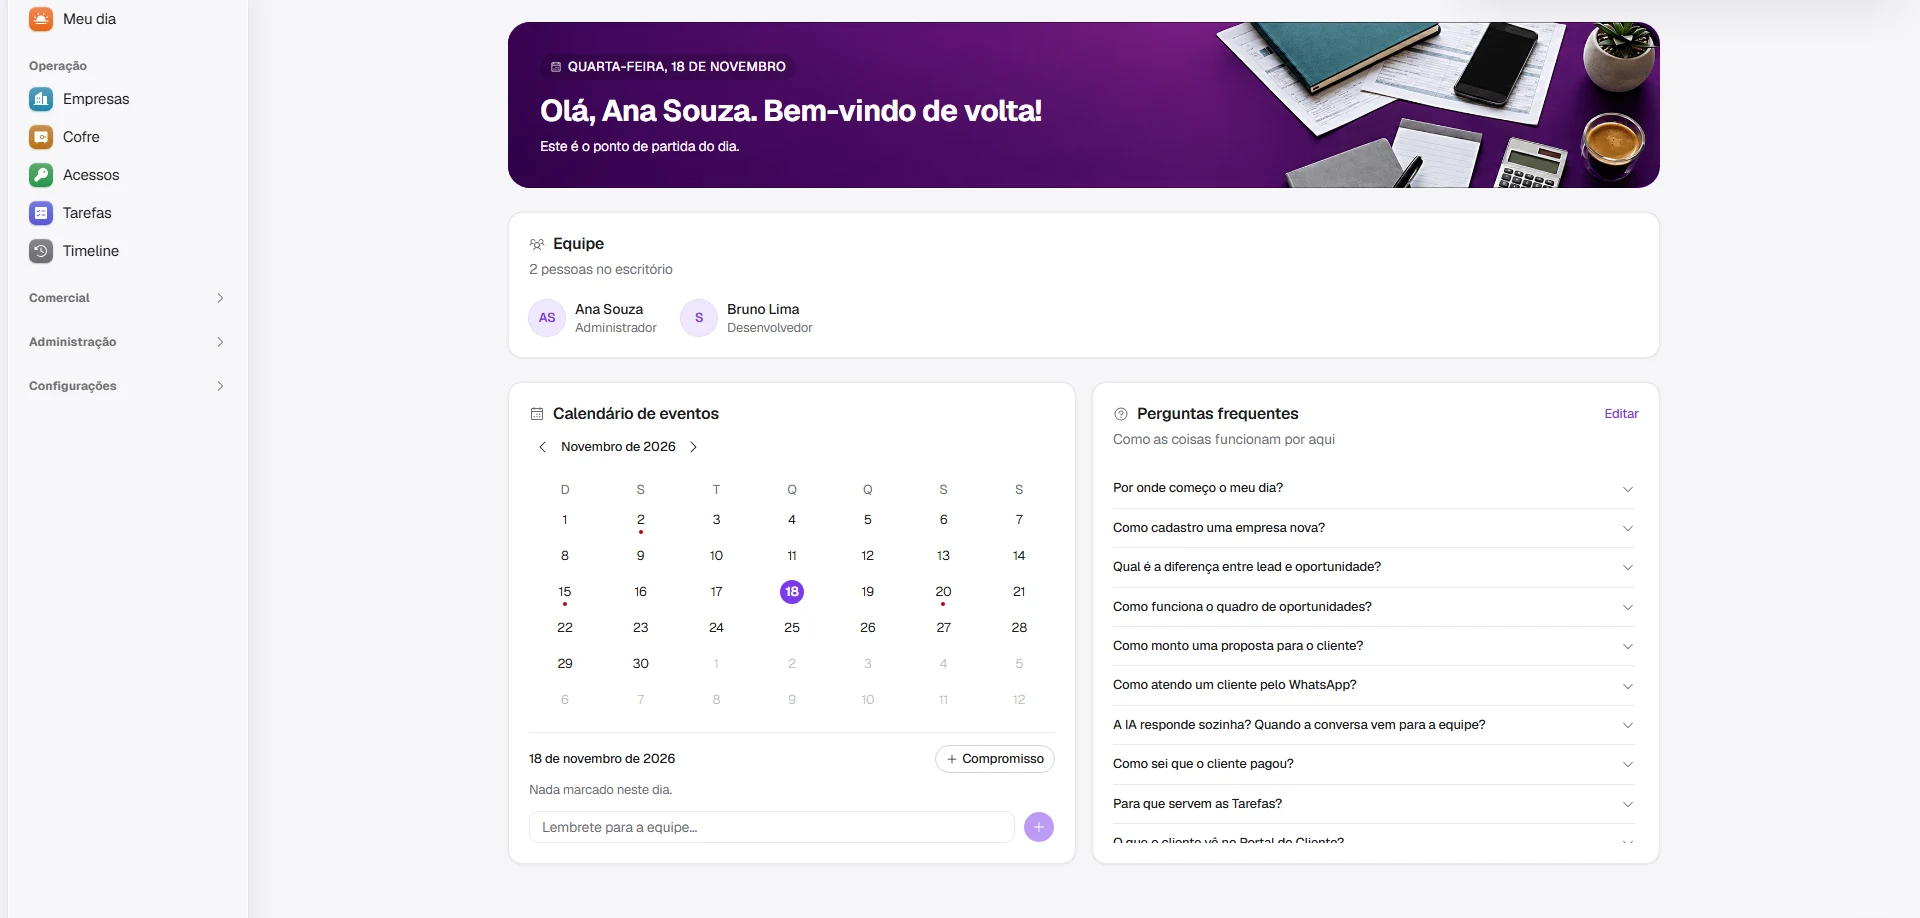 Meu dia
Operação
Empresas
Cofre
Acessos
Tarefas
Timeline
Comercial
Administração
Configurações
QUARTA-FEIRA, 18 DE NOVEMBRO
Olá, Ana Souza. Bem-vindo de volta!
Este é o ponto de partida do dia.
Equipe
2 pessoas no escritório
AS
Ana Souza
Administrador
S
Bruno Lima
Desenvolvedor
Calendário de eventos
Novembro de 2026
D S T Q Q S S
1 2 3 4 5 6 7
8 9 10 11 12 13 14
15 16 17 18 19 20 21
22 23 24 25 26 27 28
29 30 1 2 3 4 5
6 7 8 9 10 11 12
18 de novembro de 2026
+ Compromisso
Nada marcado neste dia.
Lembrete para a equipe...
Perguntas frequentes
Editar
Como as coisas funcionam por aqui
Por onde começo o meu dia?
Como cadastro uma empresa nova?
Qual é a diferença entre lead e oportunidade?
Como funciona o quadro de oportunidades?
Como monto uma proposta para o cliente?
Como atendo um cliente pelo WhatsApp?
A IA responde sozinha? Quando a conversa vem para a equipe?
Como sei que o cliente pagou?
Para que servem as Tarefas?
O que o cliente vê no Portal do Cliente?